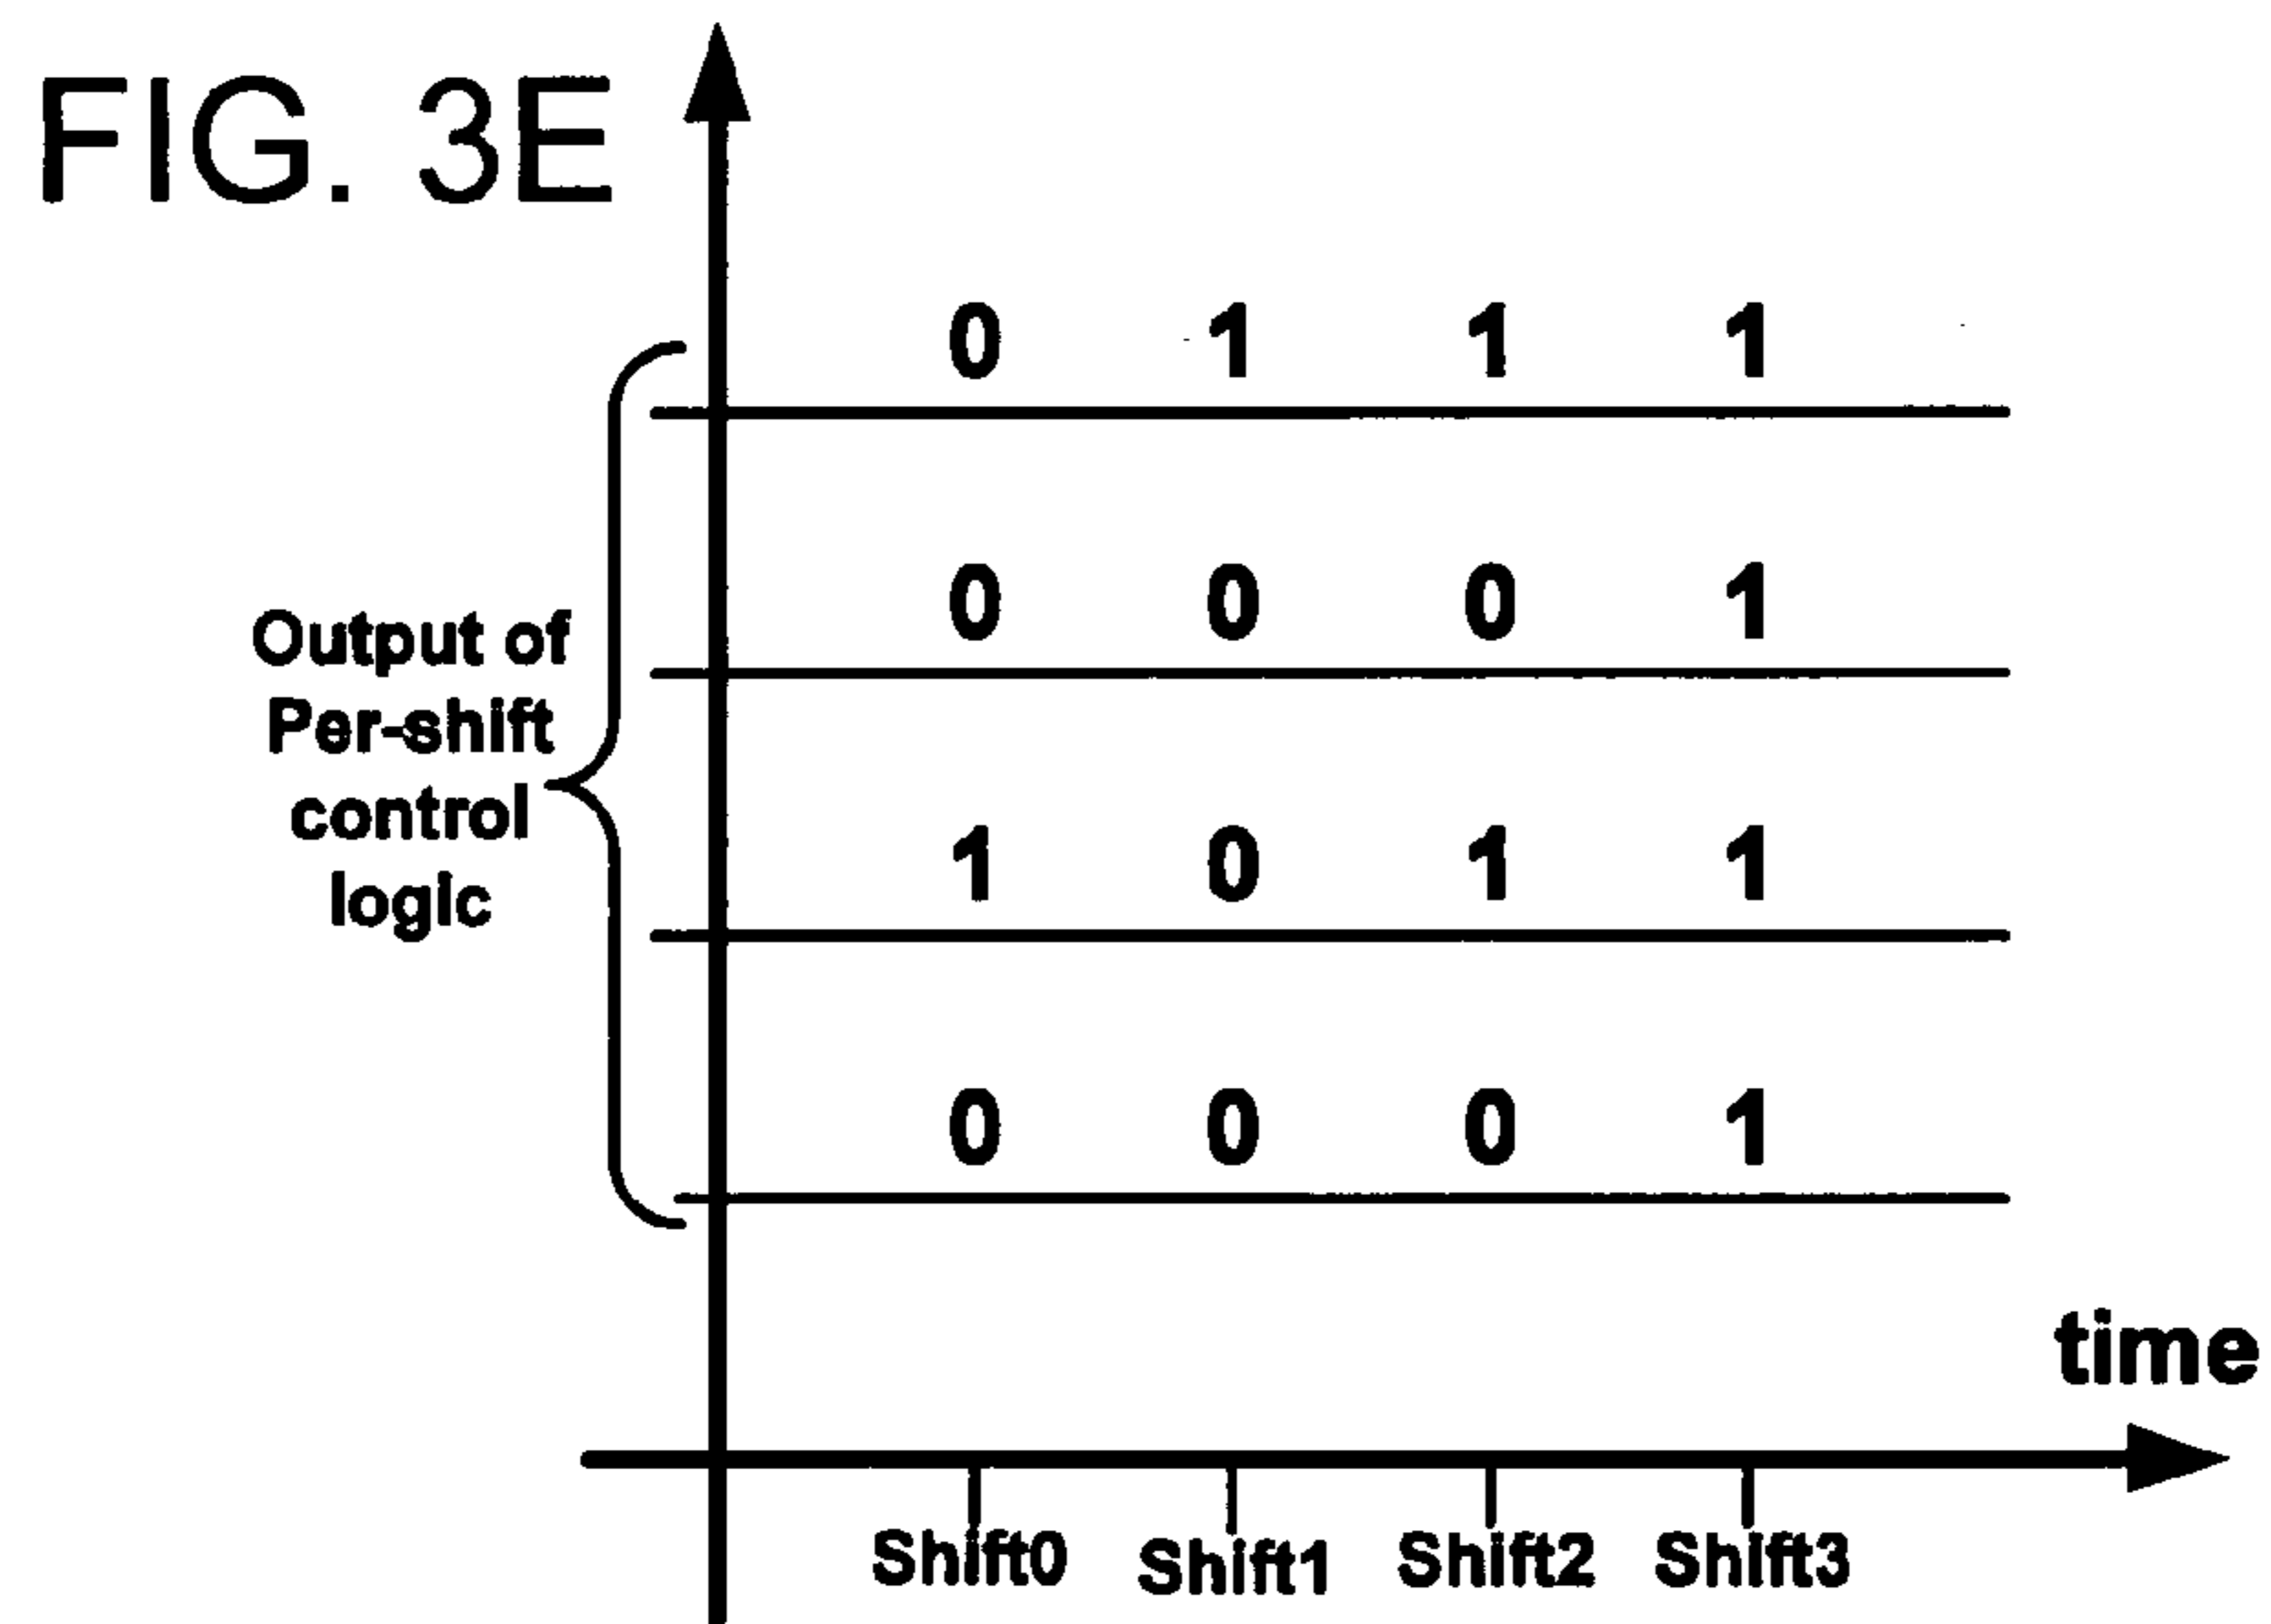 FIG. 3E
0 1 1 1
0 0 0 1
Output of
Per-shift
control
logic
1 0 1 1
0 0 0 1
time
Shift0 Shift1 Shift2 Shift3